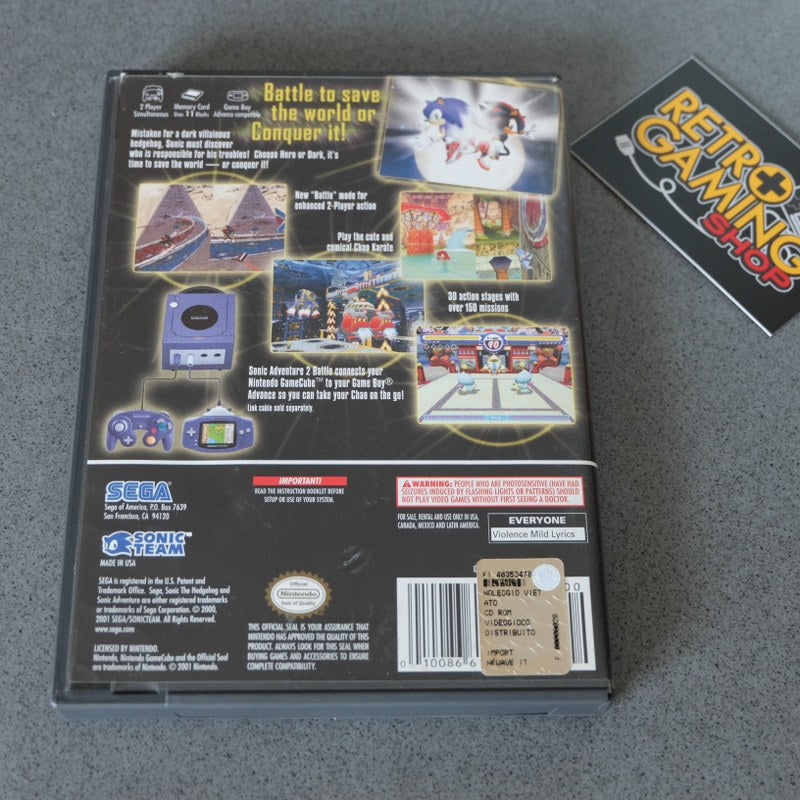 2 Player
Simultaneous
Memory Card
Uses 11 Blocks
Game Boy
Advance compatible
Battle to save
the world or
Conquer it!
Mistaken for a dark villainous
hedgehog, Sonic must discover
who is responsible for his troubles! Choose Hero or Dark, it's
time to save the world — or conquer it!
New "Battle" mode for
enhanced 2-Player action
Play the cute and
comical Chao Karate
30 action stages with
over 150 missions
90
Sonic Adventure 2 Battle connects your
Nintendo GameCube™ to your Game Boy®
Advance so you can take your Chao on the go!
Link cable sold separately.
SEGA®
Sega of America, P.O. Box 7639
San Francisco, CA 94120
SONIC
TEAM™
MADE IN USA
SEGA is registered in the U.S. Patent and
Trademark Office. Sega, Sonic The Hedgehog and
Sonic Adventure are either registered trademarks
or trademarks of Sega Corporation. © 2000,
2001 SEGA/SONICTEAM. All Rights Reserved.
www.sega.com
LICENSED BY NINTENDO.
Nintendo, Nintendo GameCube and the Official Seal
are trademarks of Nintendo. © 2001 Nintendo.
IMPORTANT!
READ THE INSTRUCTION BOOKLET BEFORE
SETUP OR USE OF YOUR SYSTEM.
Official
Nintendo
Seal of Quality
THIS OFFICIAL SEAL IS YOUR ASSURANCE THAT
NINTENDO HAS APPROVED THE QUALITY OF THIS
PRODUCT. ALWAYS LOOK FOR THIS SEAL WHEN
BUYING GAMES AND ACCESSORIES TO ENSURE
COMPLETE COMPATIBILITY.
WARNING: PEOPLE WHO ARE PHOTOSENSITIVE (HAVE HAD
SEIZURES INDUCED BY FLASHING LIGHTS OR PATTERNS) SHOULD
NOT PLAY VIDEO GAMES WITHOUT FIRST SEEING A DOCTOR.
FOR SALE, RENTAL AND USE ONLY IN USA,
CANADA, MEXICO AND LATIN AMERICA.
EVERYONE
Violence Mild Lyrics
0 10086 6
00
F1 40353478
NOLEGGIO VIET
ATO
CD ROM
VIDEOGIOCO
DISTRIBUITO
IMPORT
NEWAVE IT
RETRO
GAMING
SHOP